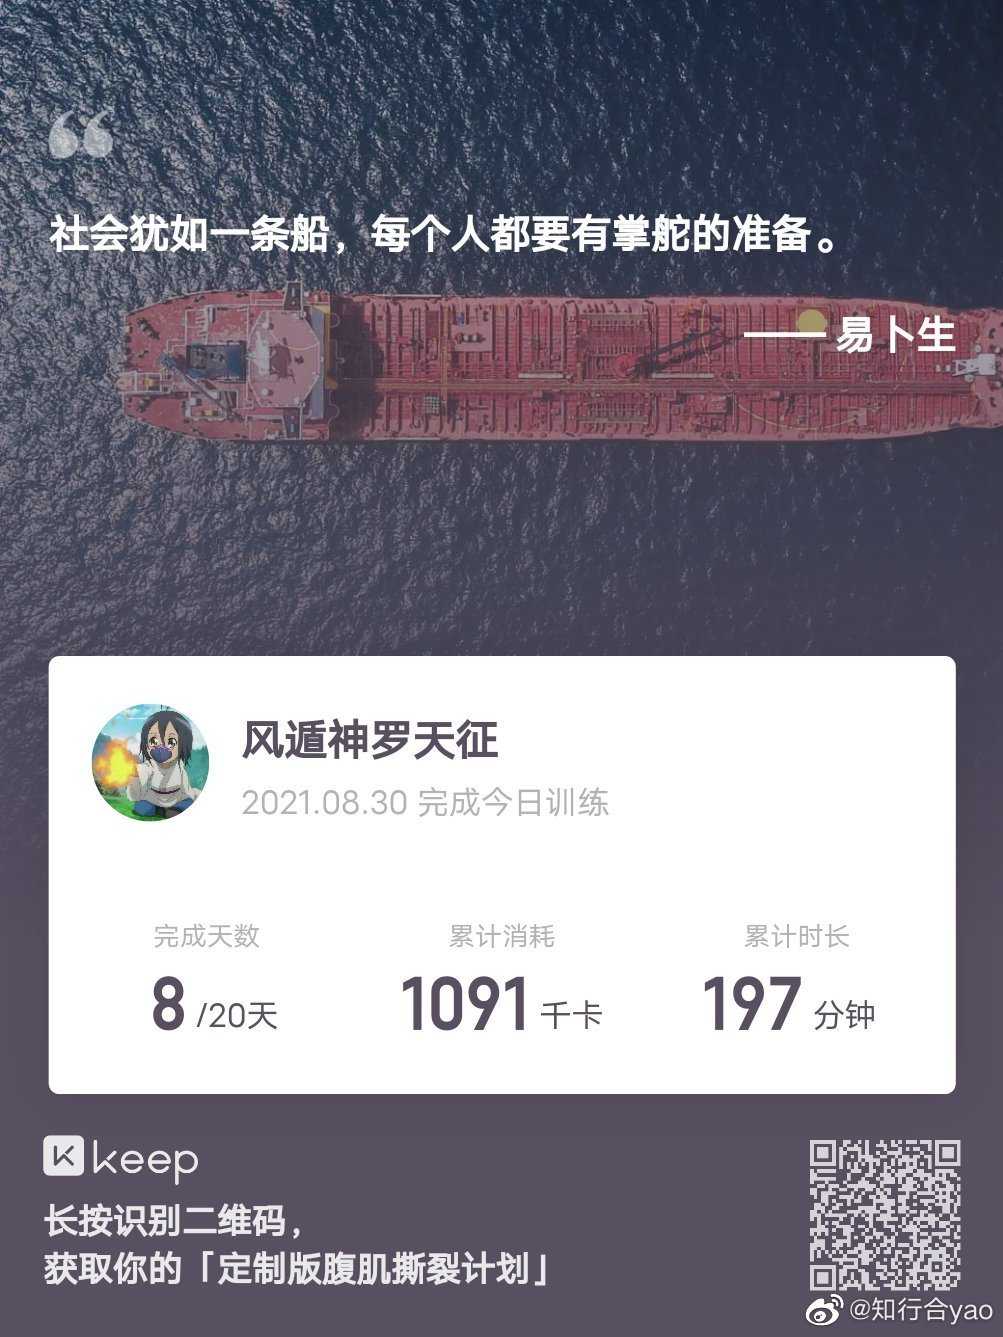 “
社会犹如一条船，每个人都要有掌舵的准备。
—— 易卜生
风遁神罗天征
2021.08.30 完成今日训练
完成天数 累计消耗 累计时长
8 /20天 1091 千卡 197 分钟
keep
长按识别二维码，
获取你的「定制版腹肌撕裂计划」
@知行合yao